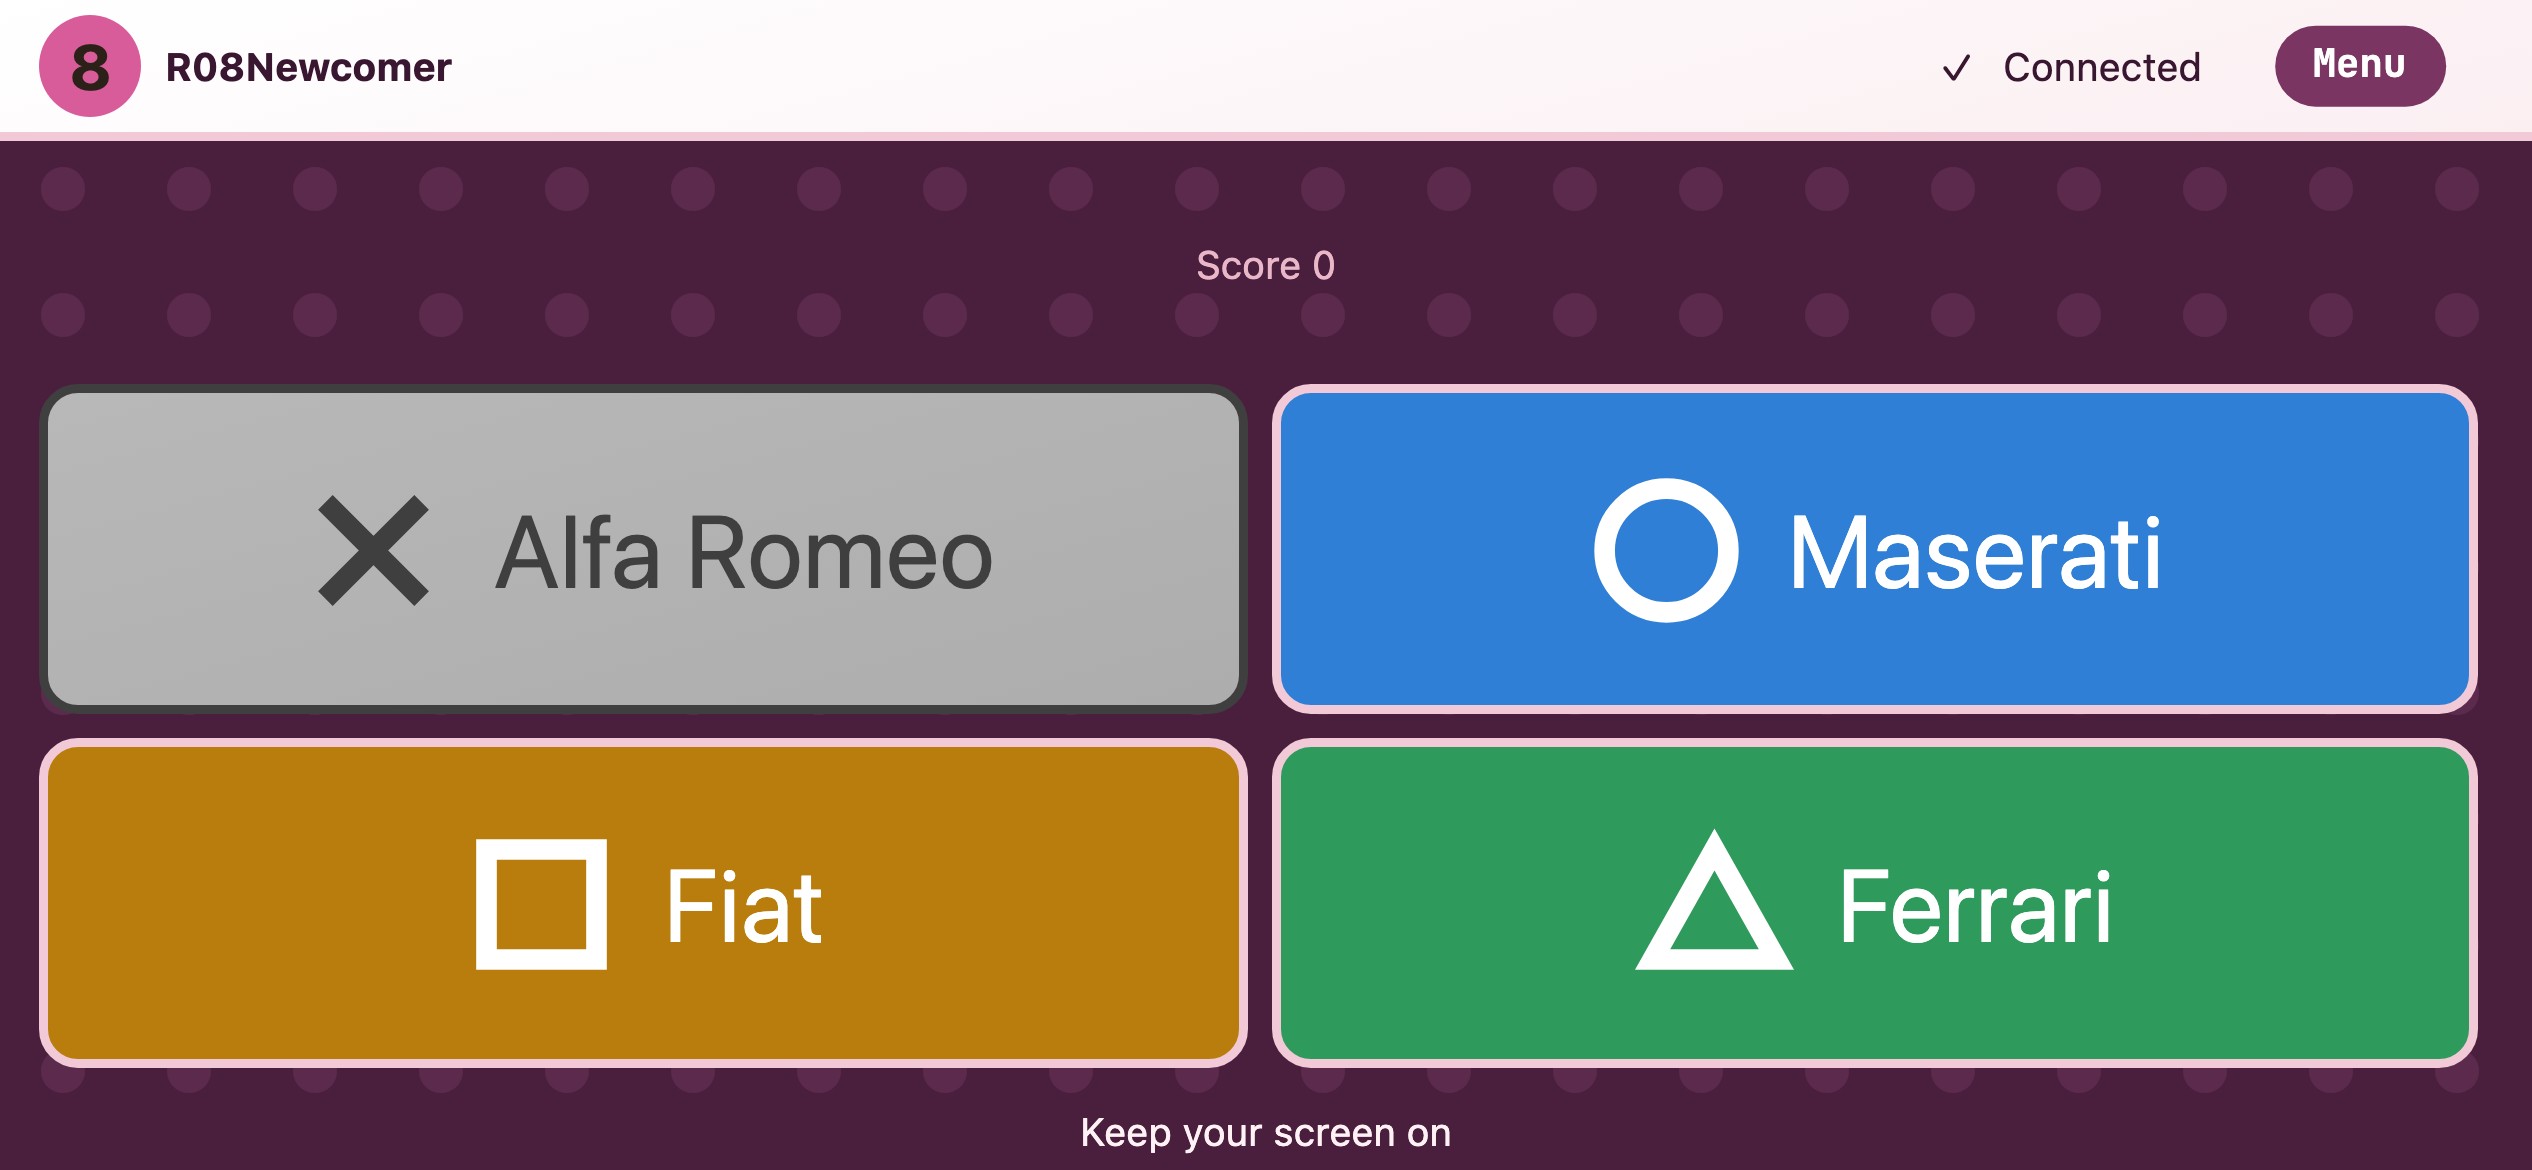 8 R08Newcomer Connected Menu
Score 0
Alfa Romeo
Maserati
Fiat
Ferrari
Keep your screen on